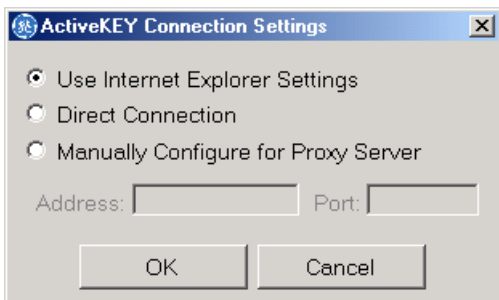 ActiveKEY Connection Settings
Use Internet Explorer Settings
Direct Connection
Manually Configure for Proxy Server
Address: Port:
OK Cancel